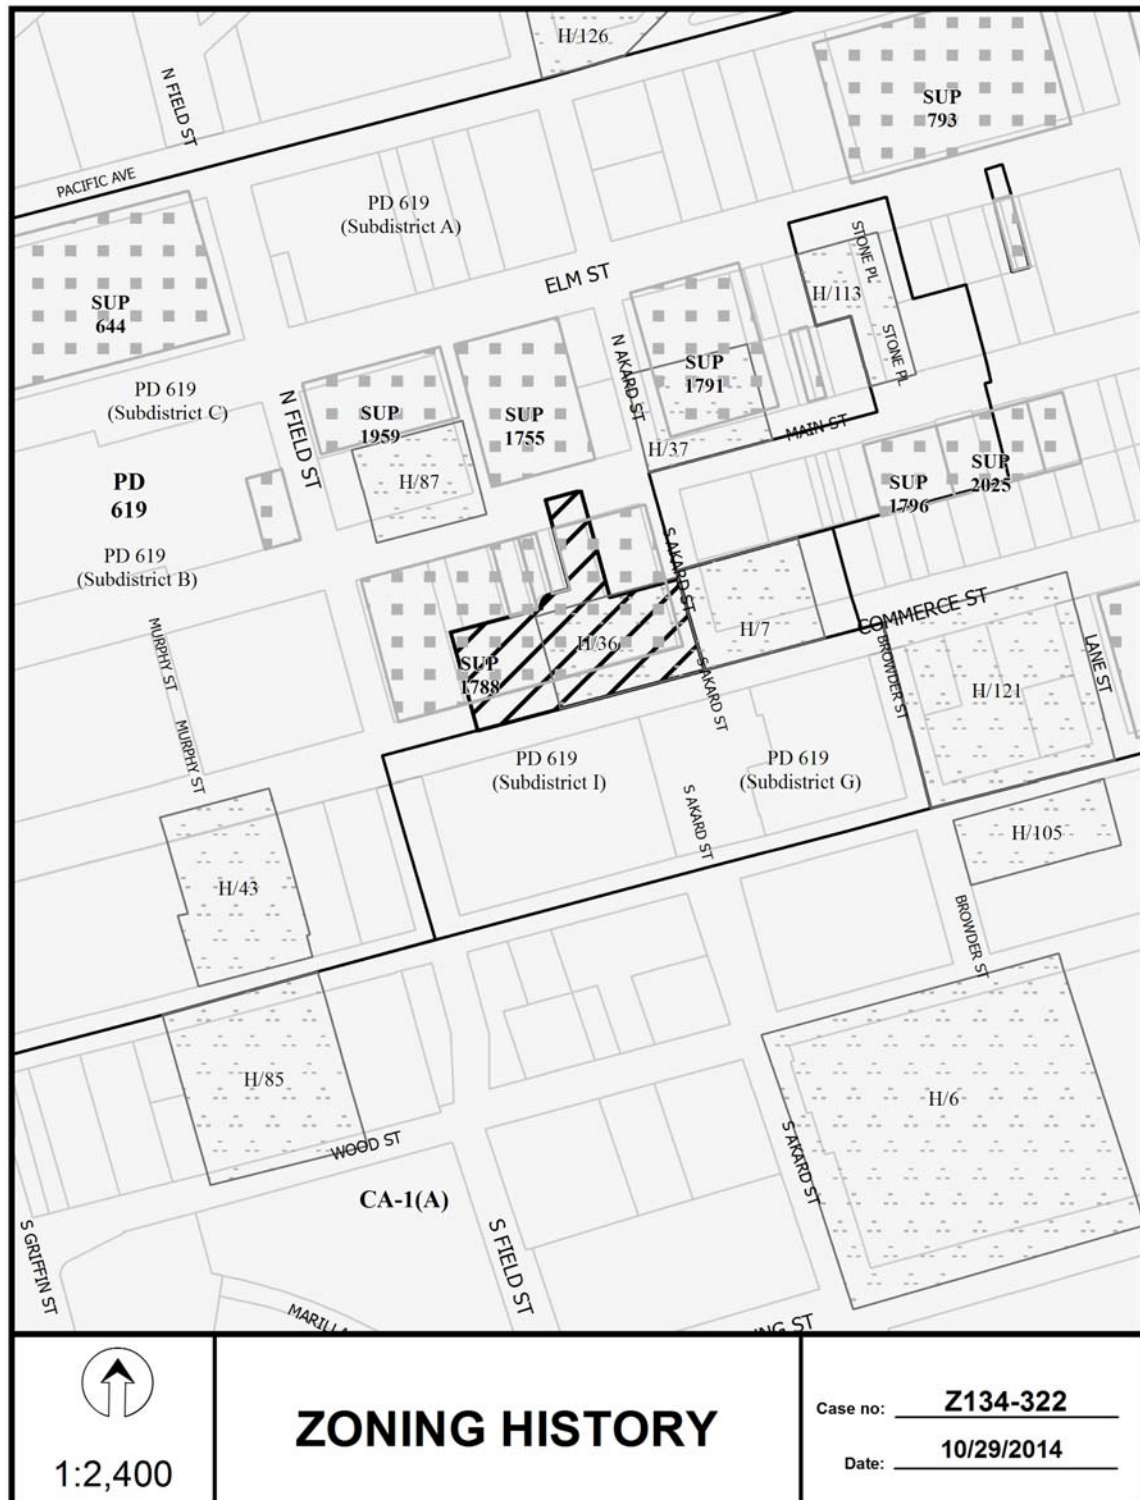 H/126
N FIELD ST
PACIFIC AVE
SUP
793
PD 619
(Subdistrict A)
STONE PL
ELM ST
H/113
SUP
644
STONE PL
N AKARD ST
SUP
1791
PD 619
(Subdistrict C)
N FIELD ST
SUP
1959
SUP
1755
MAIN ST
H/37
PD
619
H/87
SUP
2025
SUP
1796
S AKARD ST
PD 619
(Subdistrict B)
COMMERCE ST
MURPHY ST
H/36
H/7
SUP
1788
S AKARD ST
BROWDER ST
LANE ST
H/121
MURPHY ST
PD 619
(Subdistrict I)
PD 619
(Subdistrict G)
S AKARD ST
H/105
H/43
BROWDER ST
H/85
H/6
WOOD ST
S AKARD ST
CA-1(A)
S GRIFFIN ST
S FIELD ST
1:2,400
ZONING HISTORY
Case no: Z134-322
Date: 10/29/2014